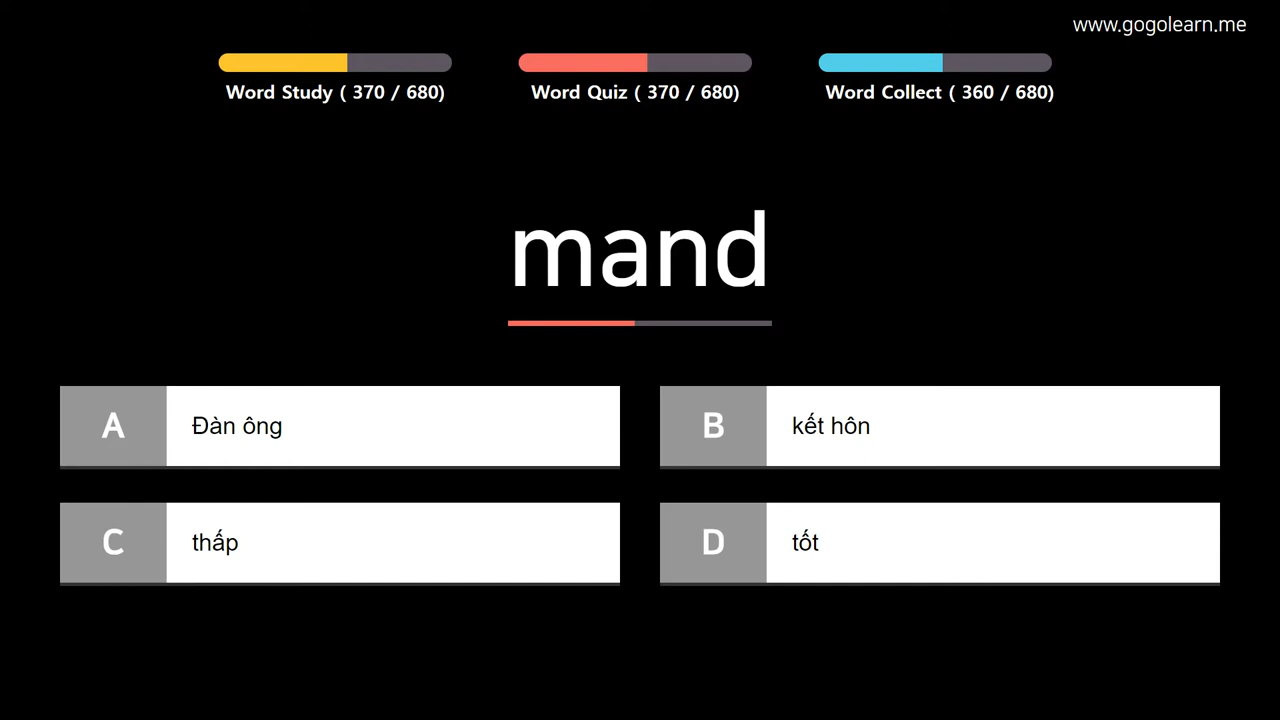 www.gogolearn.me
Word Study ( 370 / 680)
Word Quiz ( 370 / 680)
Word Collect ( 360 / 680)
mand
A Đàn ông
B kết hôn
C thấp
D tốt